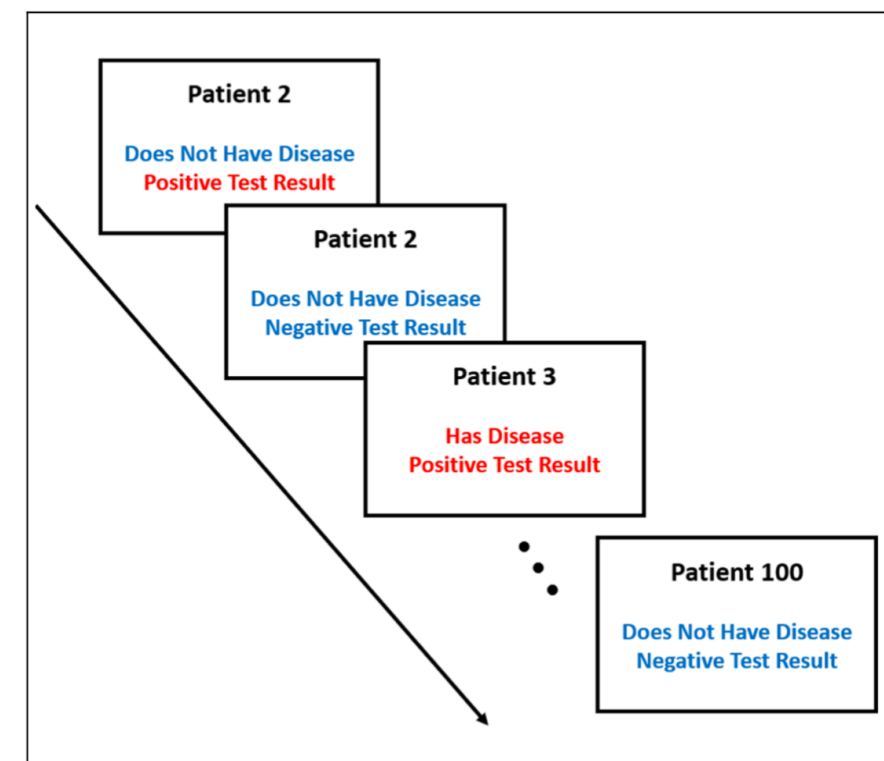 Patient 2
Does Not Have Disease
Positive Test Result
Patient 2
Does Not Have Disease
Negative Test Result
Patient 3
Has Disease
Positive Test Result
Patient 100
Does Not Have Disease
Negative Test Result